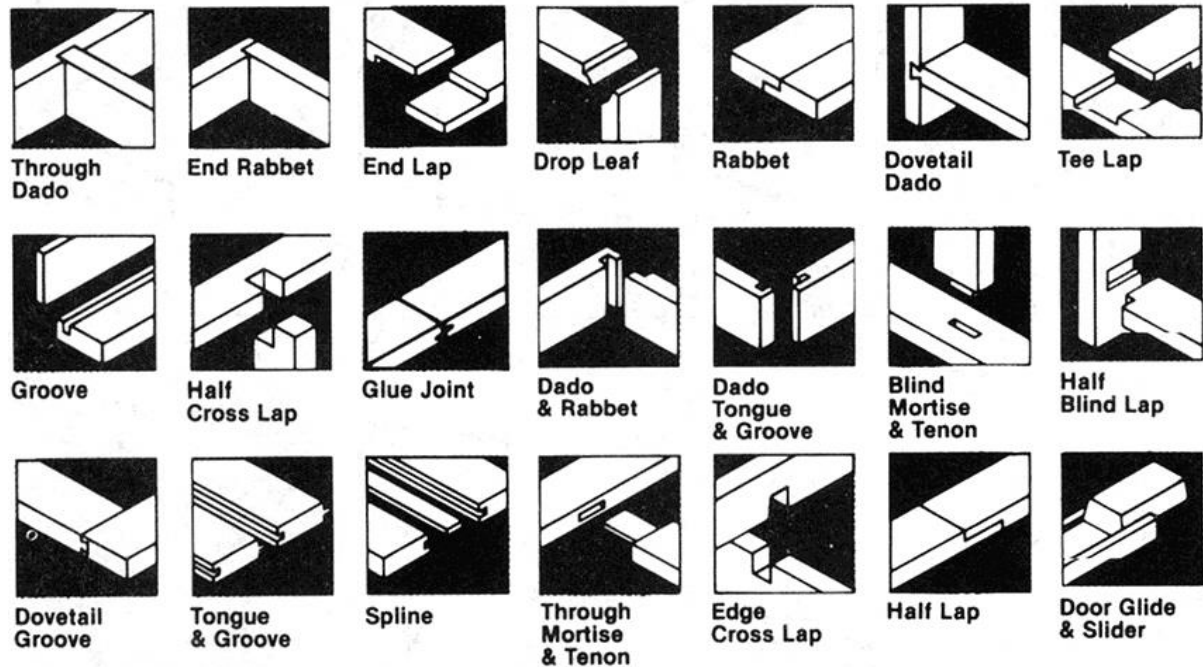 Through
Dado
End Rabbet
End Lap
Drop Leaf
Rabbet
Dovetail
Dado
Tee Lap
Groove
Half
Cross Lap
Glue Joint
Dado
& Rabbet
Dado
Tongue
& Groove
Blind
Mortise
& Tenon
Half
Blind Lap
Dovetail
Groove
Tongue
& Groove
Spline
Through
Mortise
& Tenon
Edge
Cross Lap
Half Lap
Door Glide
& Slider